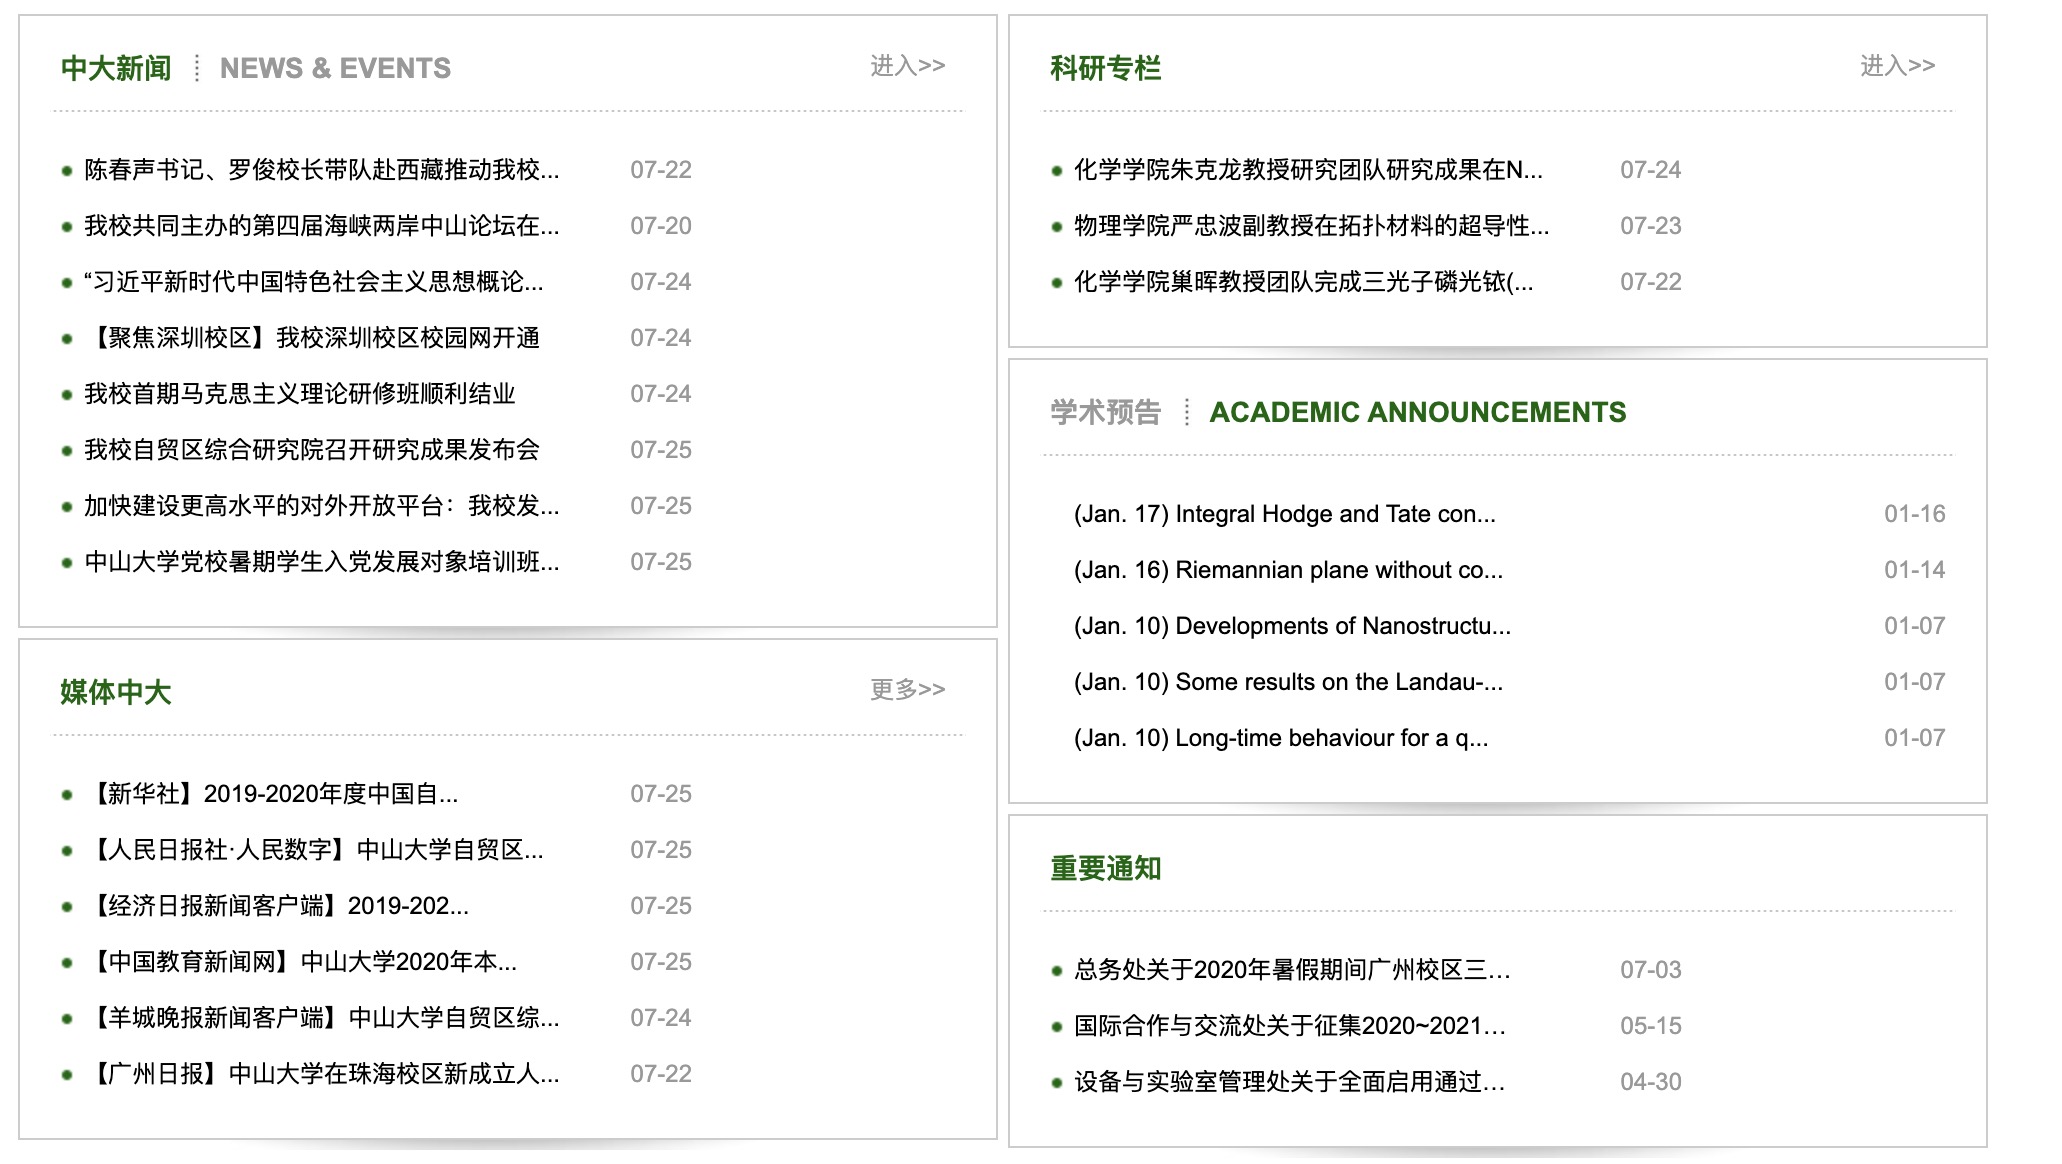 中大新闻 NEWS & EVENTS 进入>>
陈春声书记、罗俊校长带队赴西藏推动我校... 07-22
我校共同主办的第四届海峡两岸中山论坛在... 07-20
“习近平新时代中国特色社会主义思想概论... 07-24
【聚焦深圳校区】我校深圳校区校园网开通 07-24
我校首期马克思主义理论研修班顺利结业 07-24
我校自贸区综合研究院召开研究成果发布会 07-25
加快建设更高水平的对外开放平台：我校发... 07-25
中山大学党校暑期学生入党发展对象培训班... 07-25
媒体中大 更多>>
【新华社】2019-2020年度中国自... 07-25
【人民日报社·人民数字】中山大学自贸区... 07-25
【经济日报新闻客户端】2019-202... 07-25
【中国教育新闻网】中山大学2020年本... 07-25
【羊城晚报新闻客户端】中山大学自贸区综... 07-24
【广州日报】中山大学在珠海校区新成立人... 07-22
科研专栏 进入>>
化学学院朱克龙教授研究团队研究成果在N... 07-24
物理学院严忠波副教授在拓扑材料的超导性... 07-23
化学学院巢晖教授团队完成三光子磷光铱(... 07-22
学术预告 ACADEMIC ANNOUNCEMENTS
(Jan. 17) Integral Hodge and Tate con... 01-16
(Jan. 16) Riemannian plane without co... 01-14
(Jan. 10) Developments of Nanostructu... 01-07
(Jan. 10) Some results on the Landau-... 01-07
(Jan. 10) Long-time behaviour for a q... 01-07
重要通知
总务处关于2020年暑假期间广州校区三... 07-03
国际合作与交流处关于征集2020~2021... 05-15
设备与实验室管理处关于全面启用通过... 04-30